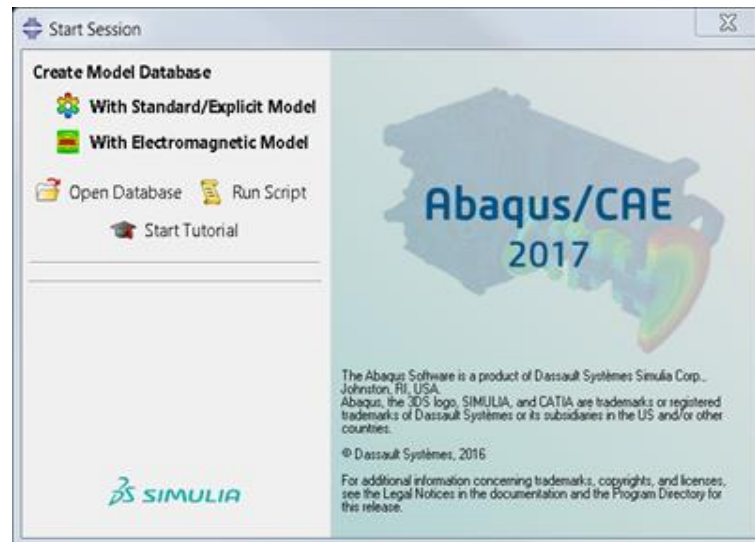 Start Session
Create Model Database
With Standard/Explicit Model
With Electromagnetic Model
Open Database Run Script
Start Tutorial
SIMULIA
Abaqus/CAE
2017
The Abaqus Software is a product of Dassault Systèmes Simulia Corp.,
Johnston, RI, USA.
Abaqus, the 3DS logo, SIMULIA, and CATIA are trademarks or registered
trademarks of Dassault Systèmes or its subsidiaries in the US and/or other
countries.
© Dassault Systèmes, 2016
For additional information concerning trademarks, copyrights, and licenses,
see the Legal Notices in the documentation and the Program Directory for
this release.